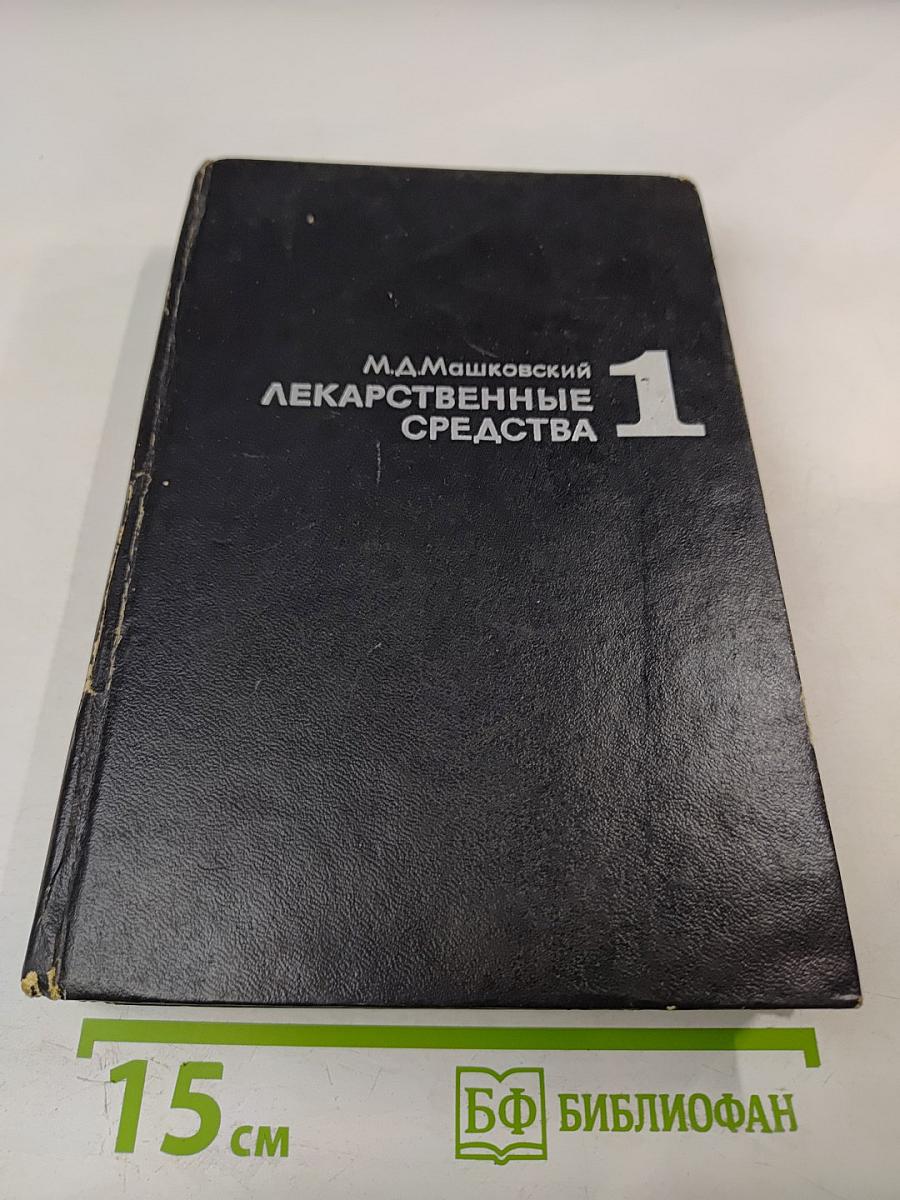 М.Д.Машковский
ЛЕКАРСТВЕННЫЕ
СРЕДСТВА
1
15 см
БФ БИБЛИОФАН